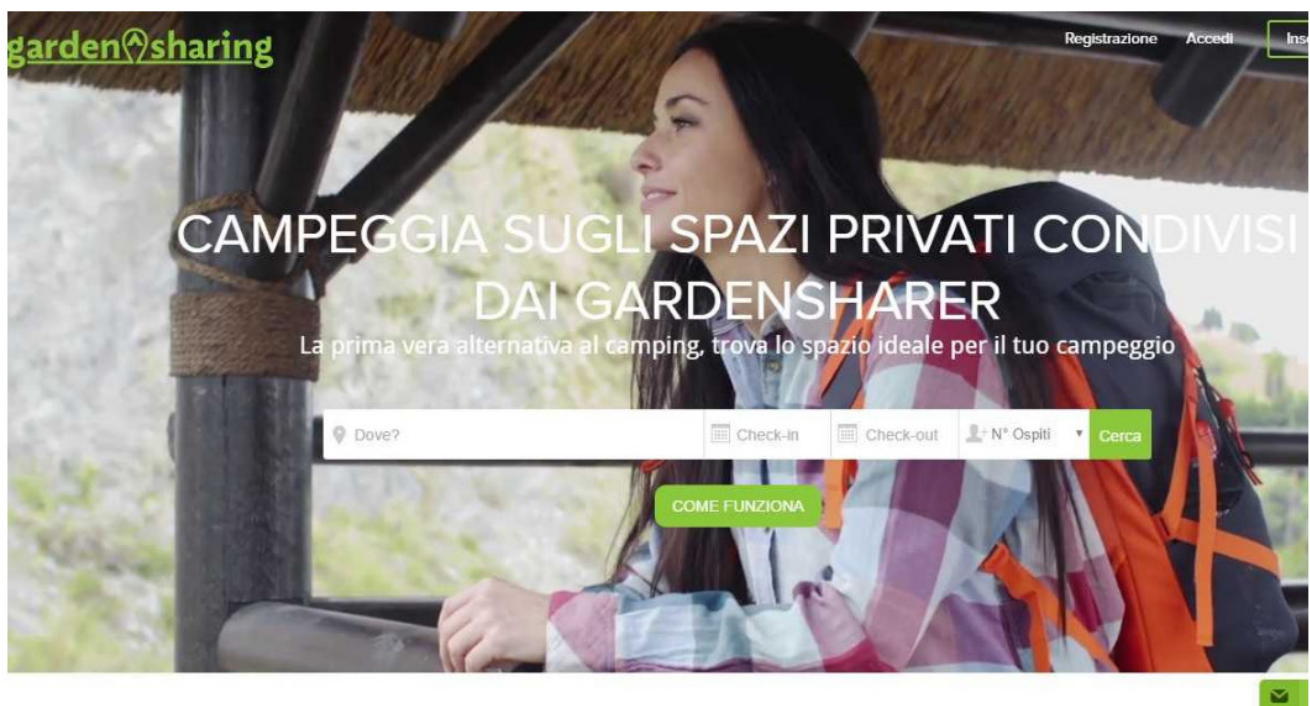 garden sharing
Registrazione Accedi
CAMPEGGIA SUGLI SPAZI PRIVATI CONDIVISI
DAI GARDENSHARER
La prima vera alternativa al camping, trova lo spazio ideale per il tuo campeggio
Dove? Check-in Check-out N° Ospiti Cerca
COME FUNZIONA